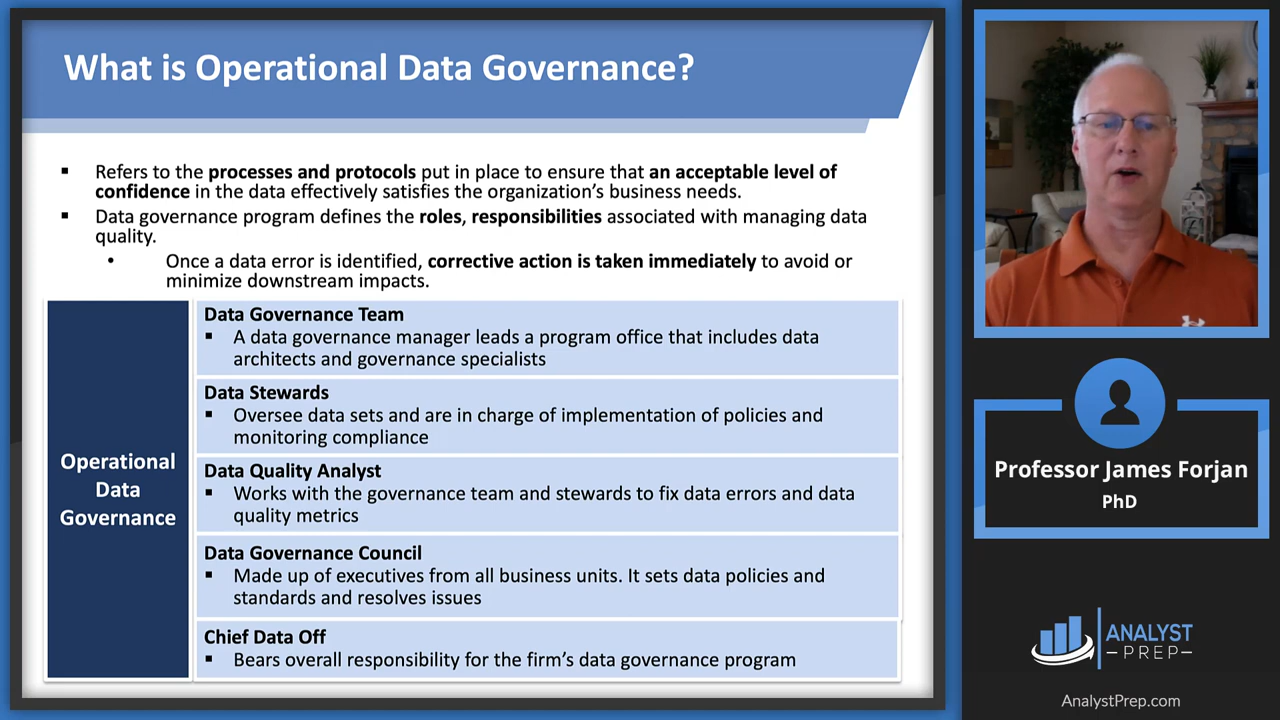 What is Operational Data Governance?
▪ Refers to the processes and protocols put in place to ensure that an acceptable level of
confidence in the data effectively satisfies the organization's business needs.
▪ Data governance program defines the roles, responsibilities associated with managing data
quality.
• Once a data error is identified, corrective action is taken immediately to avoid or
minimize downstream impacts.
Operational
Data
Governance
Data Governance Team
▪ A data governance manager leads a program office that includes data
architects and governance specialists
Data Stewards
▪ Oversee data sets and are in charge of implementation of policies and
monitoring compliance
Data Quality Analyst
▪ Works with the governance team and stewards to fix data errors and data
quality metrics
Data Governance Council
▪ Made up of executives from all business units. It sets data policies and
standards and resolves issues
Chief Data Off
▪ Bears overall responsibility for the firm's data governance program
Professor James Forjan
PhD
ANALYST
—PREP—
AnalystPrep.com